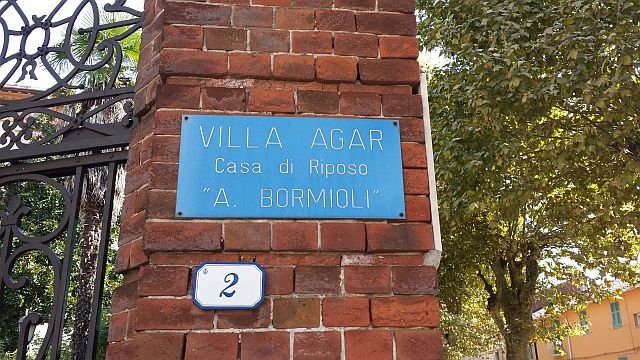 VILLA AGAR
Casa di Riposo
"A. BORMIOLI"
2